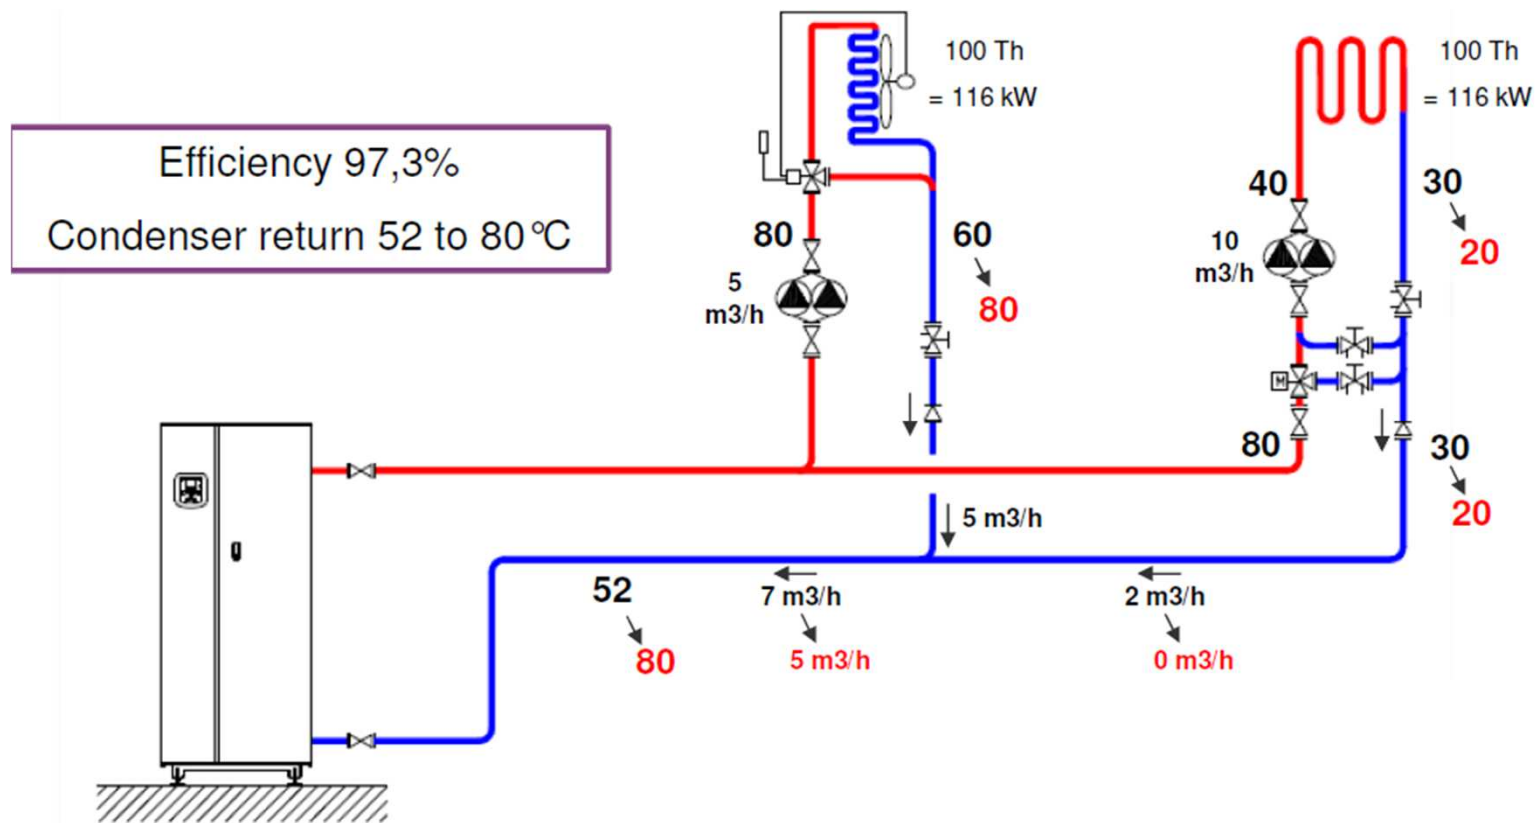 100 Th
= 116 kW
100 Th
= 116 kW
Efficiency 97,3%
Condenser return 52 to 80°C
80
5
m3/h
60
80
40
10
m3/h
30
20
M
80
30
20
5 m3/h
52
80
7 m3/h
5 m3/h
2 m3/h
0 m3/h